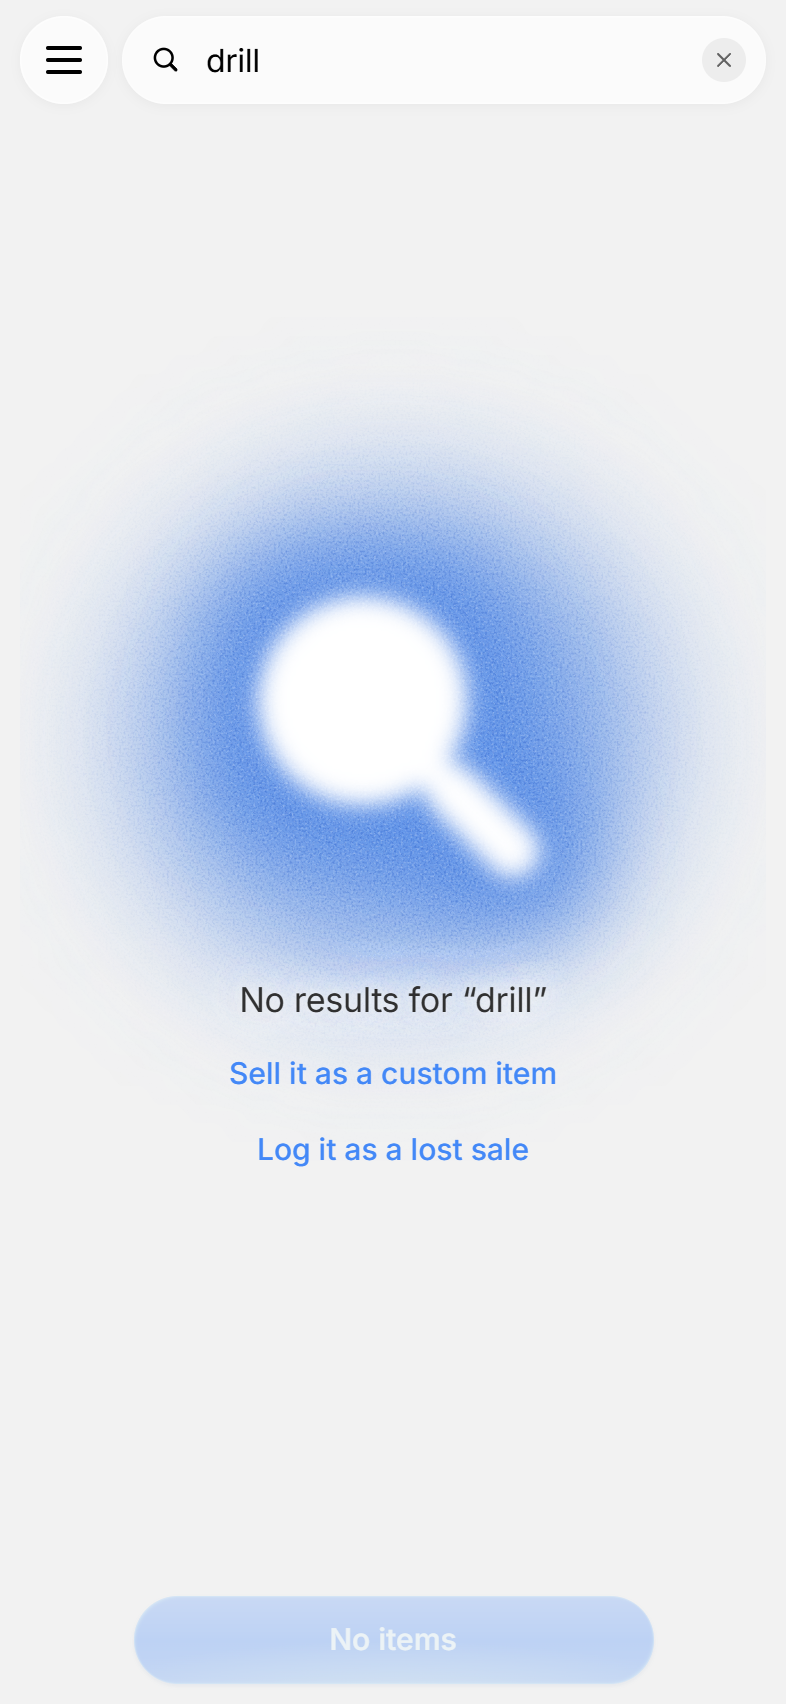 drill
No results for “drill”
Sell it as a custom item
Log it as a lost sale
No items